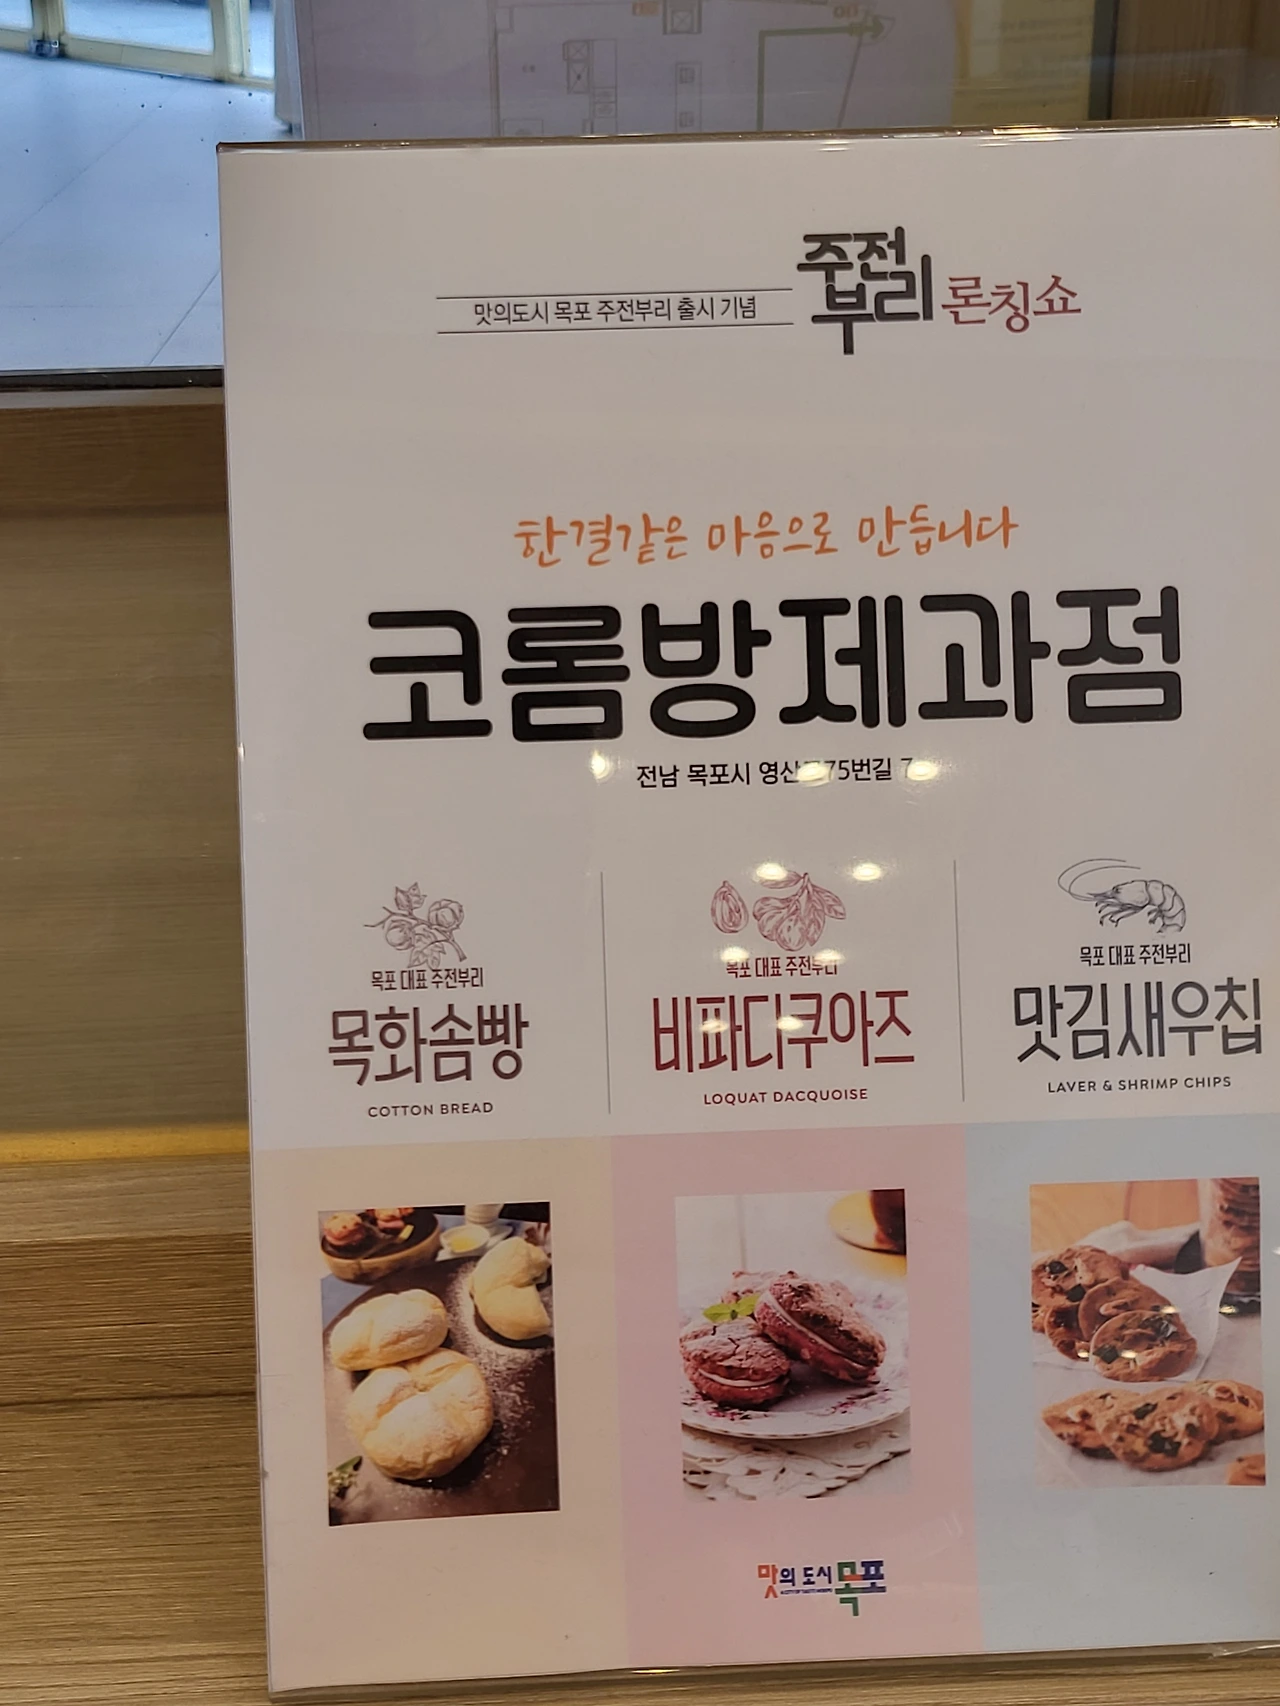 맛의도시 목포 주전부리 출시 기념
주전부리 론칭쇼
한결같은 마음으로 만듭니다
코롬방제과점
전남 목포시 75번길
목포 대표 주전부리
목화솜빵
COTTON BREAD
목포 대표 주전부리
비파다쿠아즈
LOQUAT DACQUOISE
목포 대표 주전부리
맛김새우칩
LAVER & SHRIMP CHIPS
맛의 도시 목포